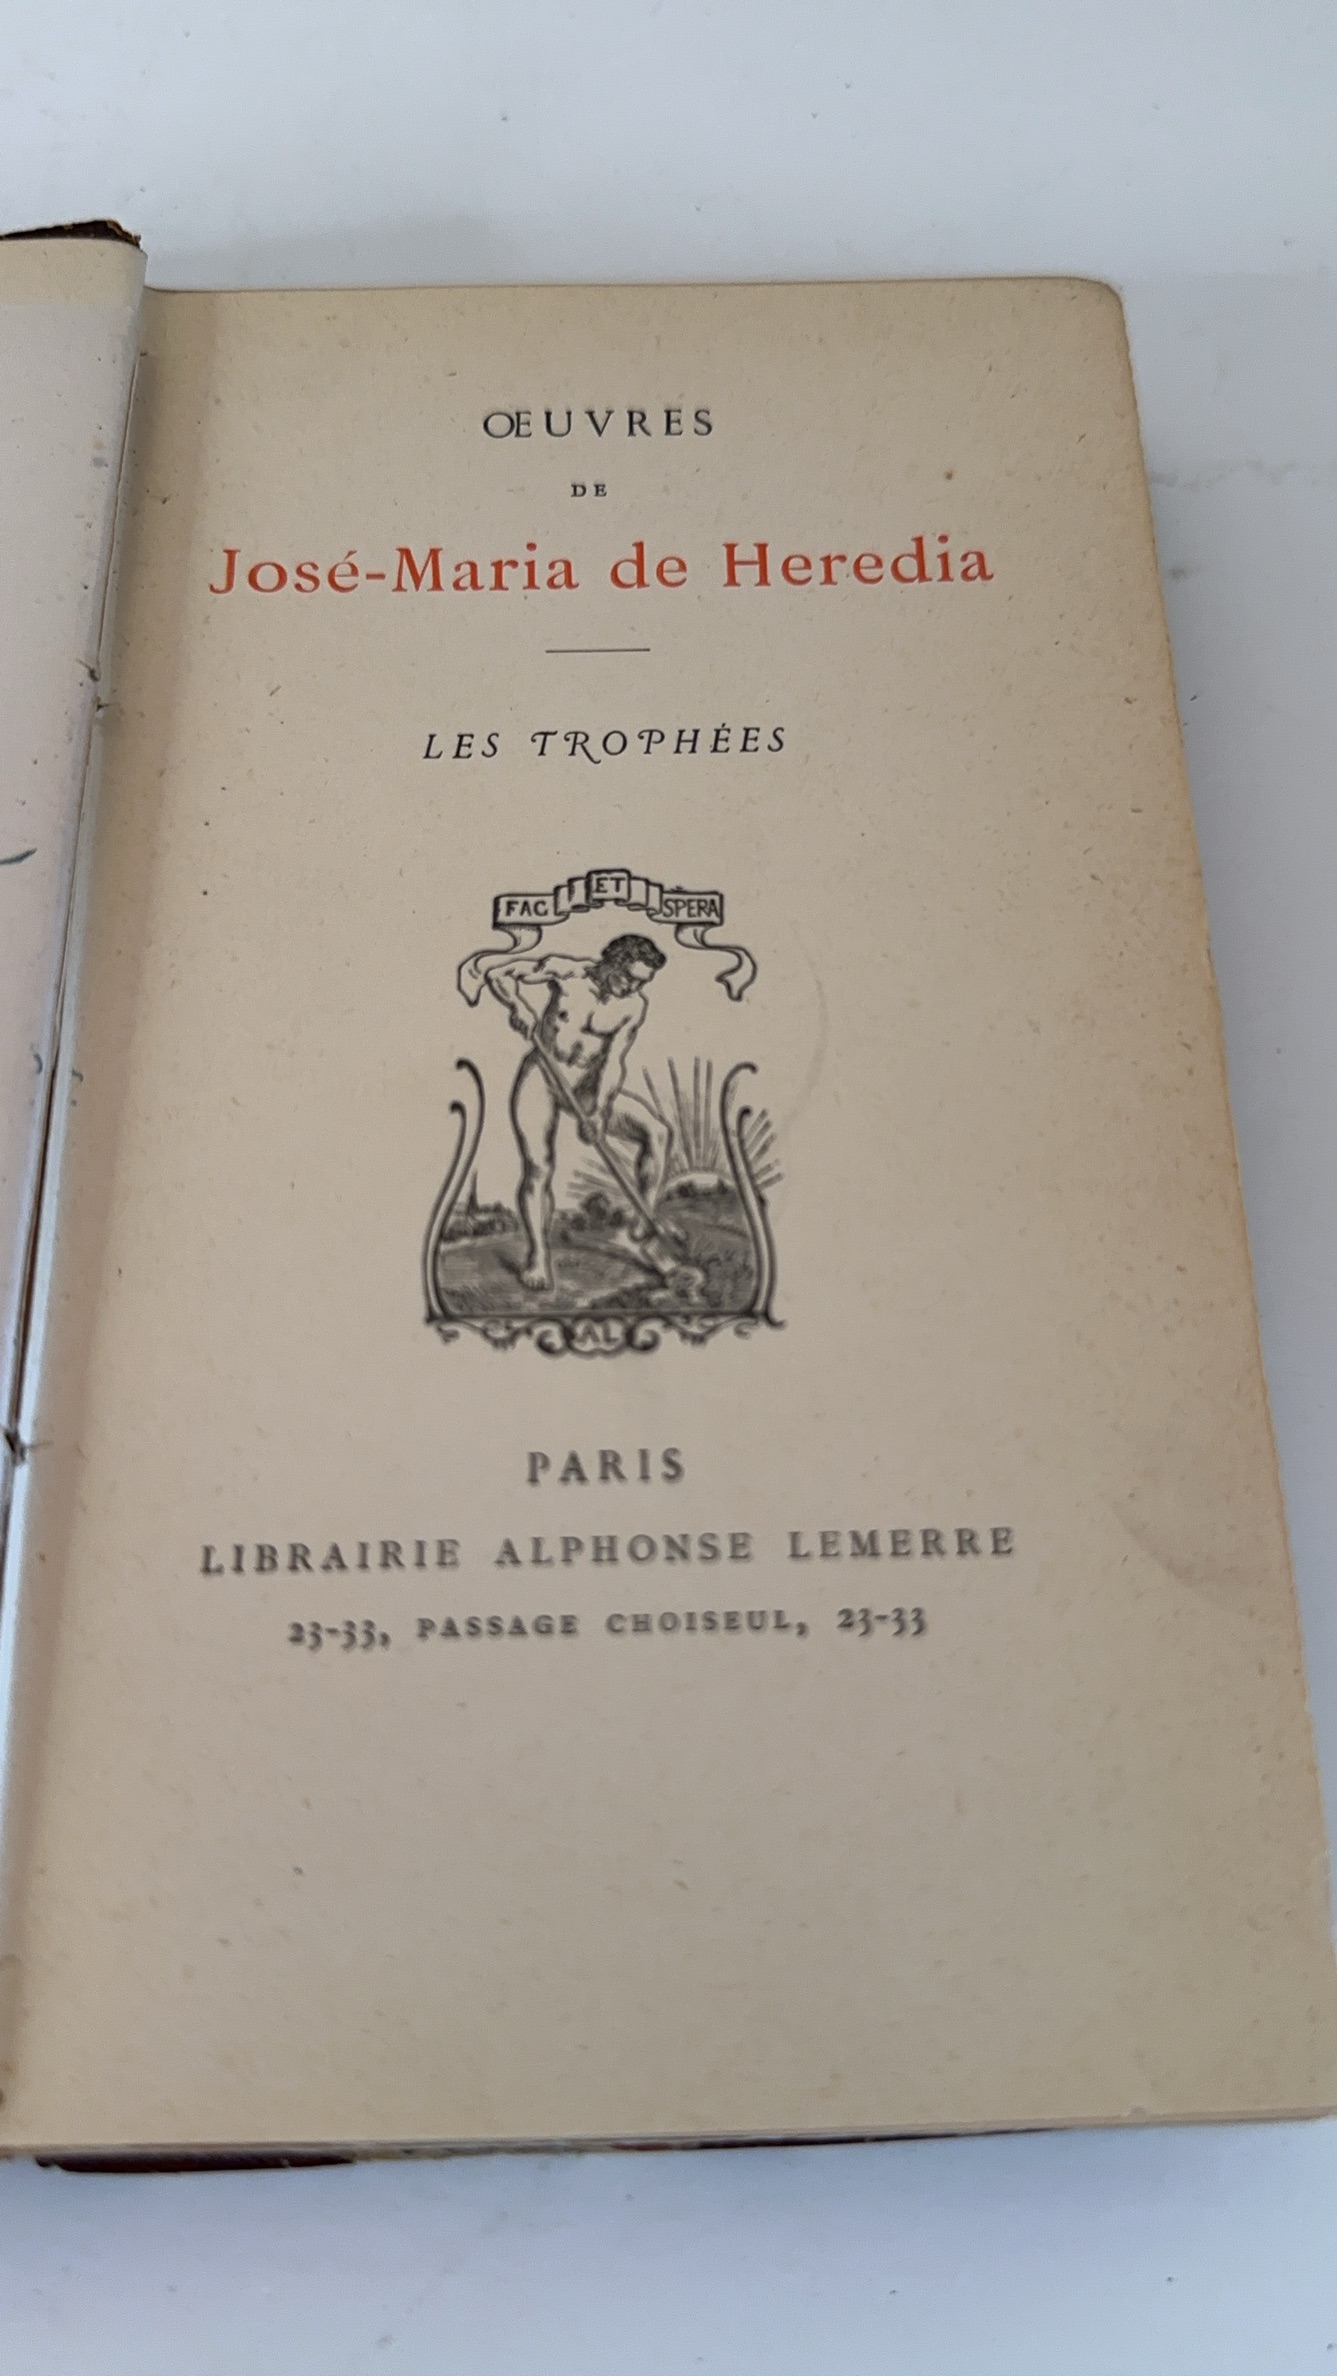 ŒUVRES
DE
José-Maria de Heredia
LES TROPHÉES
FAC ET SPERA
AL
PARIS
LIBRAIRIE ALPHONSE LEMERRE
23-33, PASSAGE CHOISEUL, 23-33